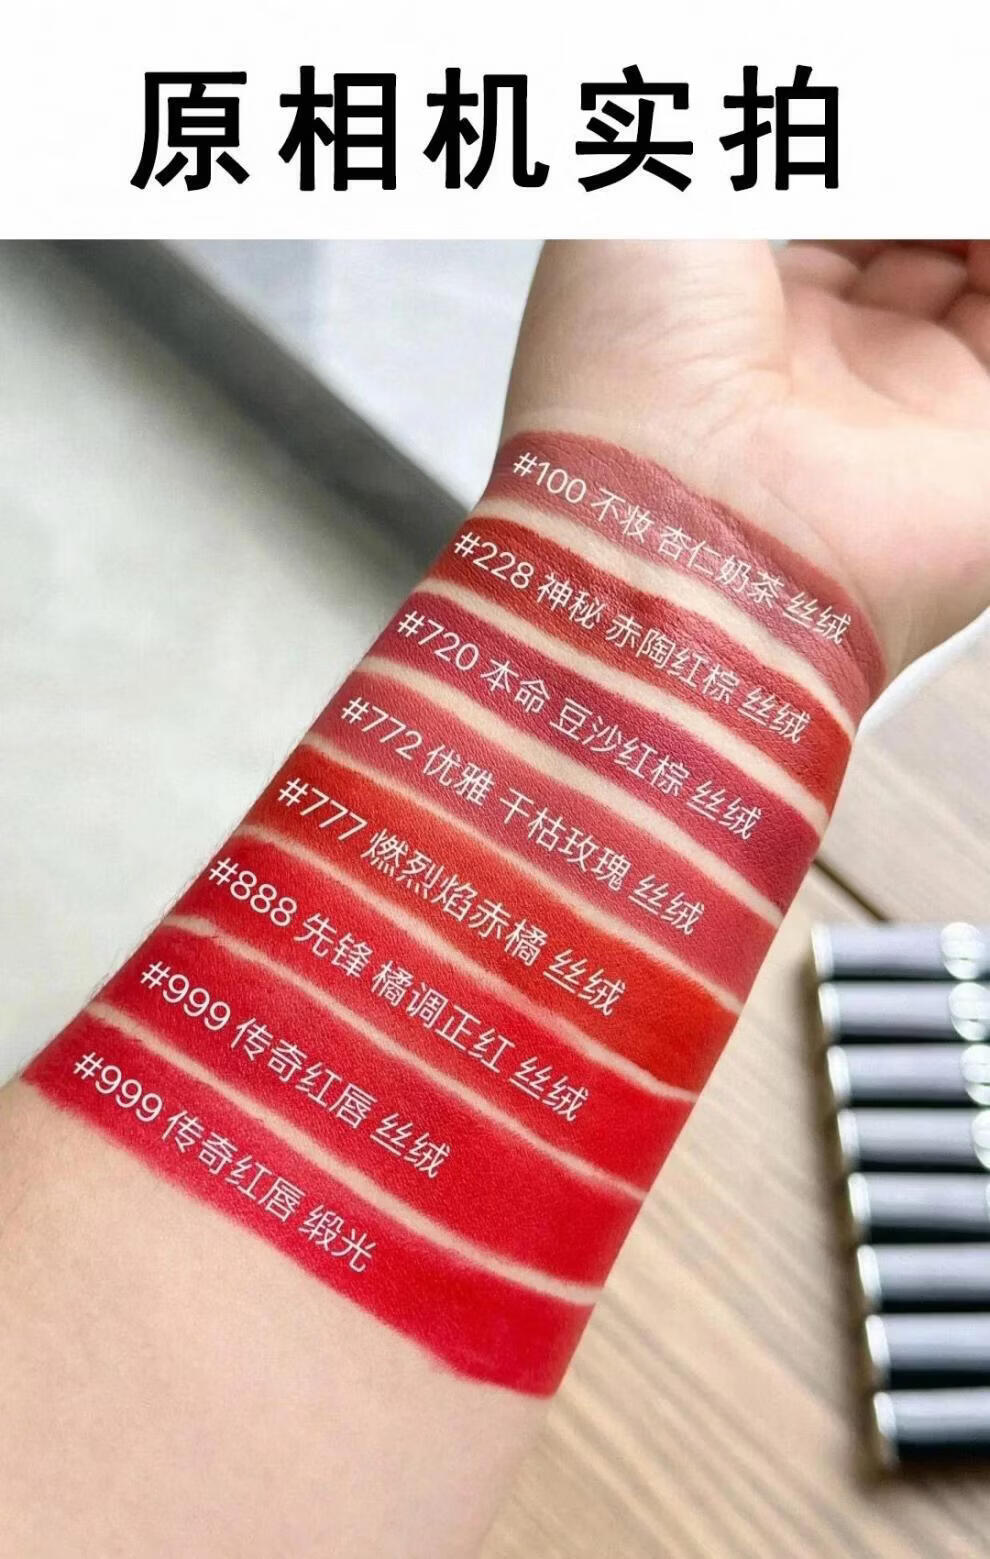 原相机实拍
#100 不妆 杏仁奶茶 丝绒
#228 神秘 赤陶红棕 丝绒
#720 本命 豆沙红棕 丝绒
#772 优雅 干枯玫瑰 丝绒
#777 燃烈焰赤橘 丝绒
#888 先锋 橘调正红 丝绒
#999 传奇红唇 丝绒
#999 传奇红唇 缎光